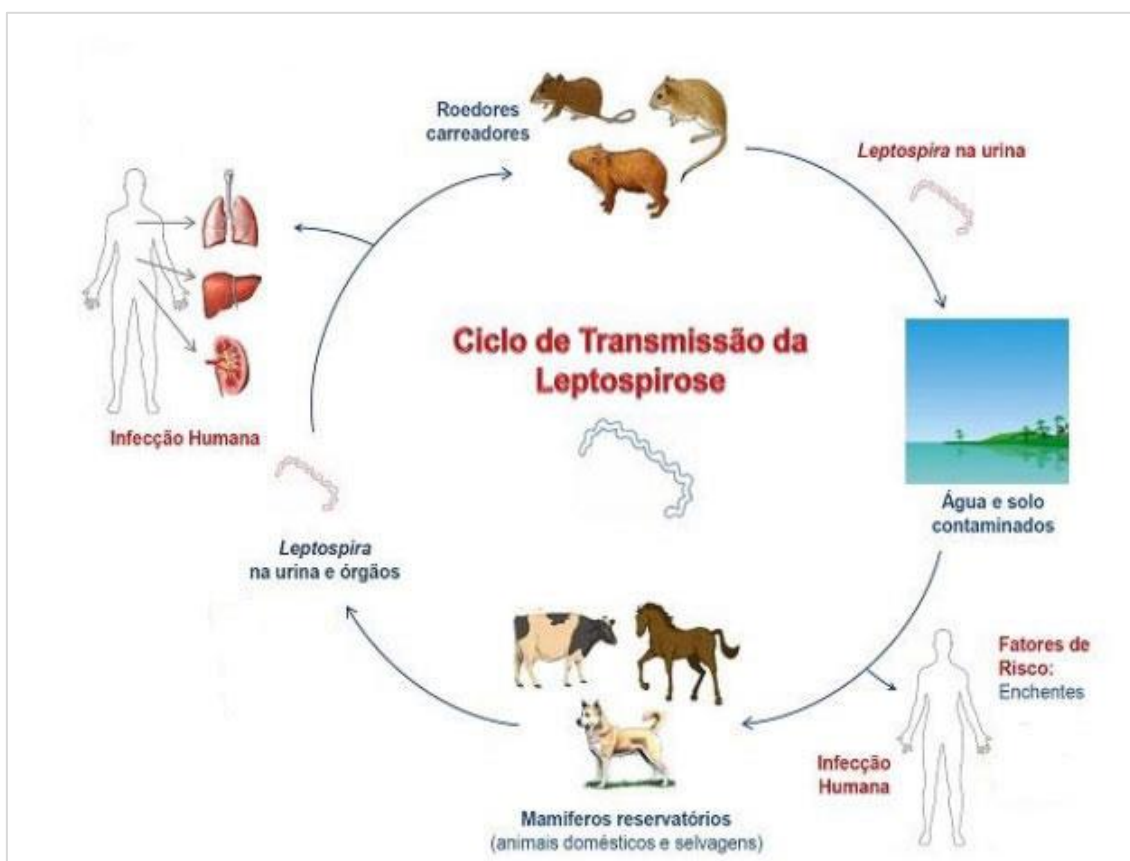 Roedores
carreadores
Leptospira na urina
Ciclo de Transmissão da
Leptospirose
Infecção Humana
Água e solo
contaminados
Leptospira
na urina e órgãos
Fatores de
Risco:
Enchentes
Infecção
Humana
Mamíferos reservatórios
(animais domésticos e selvagens)